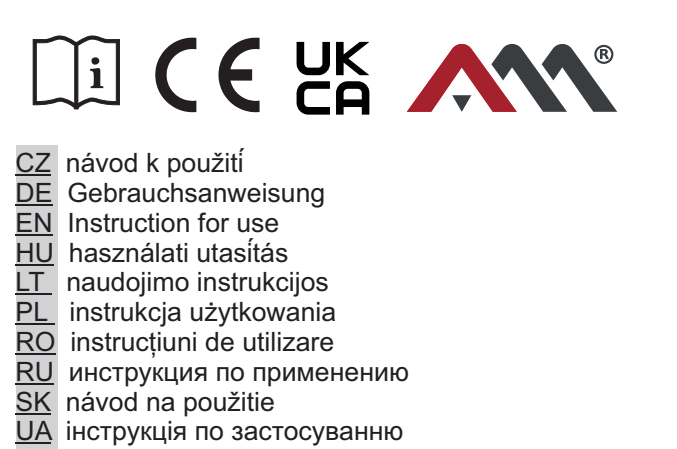 i CE UK CA AM®
CZ návod k použití
DE Gebrauchsanweisung
EN Instruction for use
HU használati utasítás
LT naudojimo instrukcijos
PL instrukcja użytkowania
RO instrucțiuni de utilizare
RU инструкция по применению
SK návod na použitie
UA інструкція по застосуванню